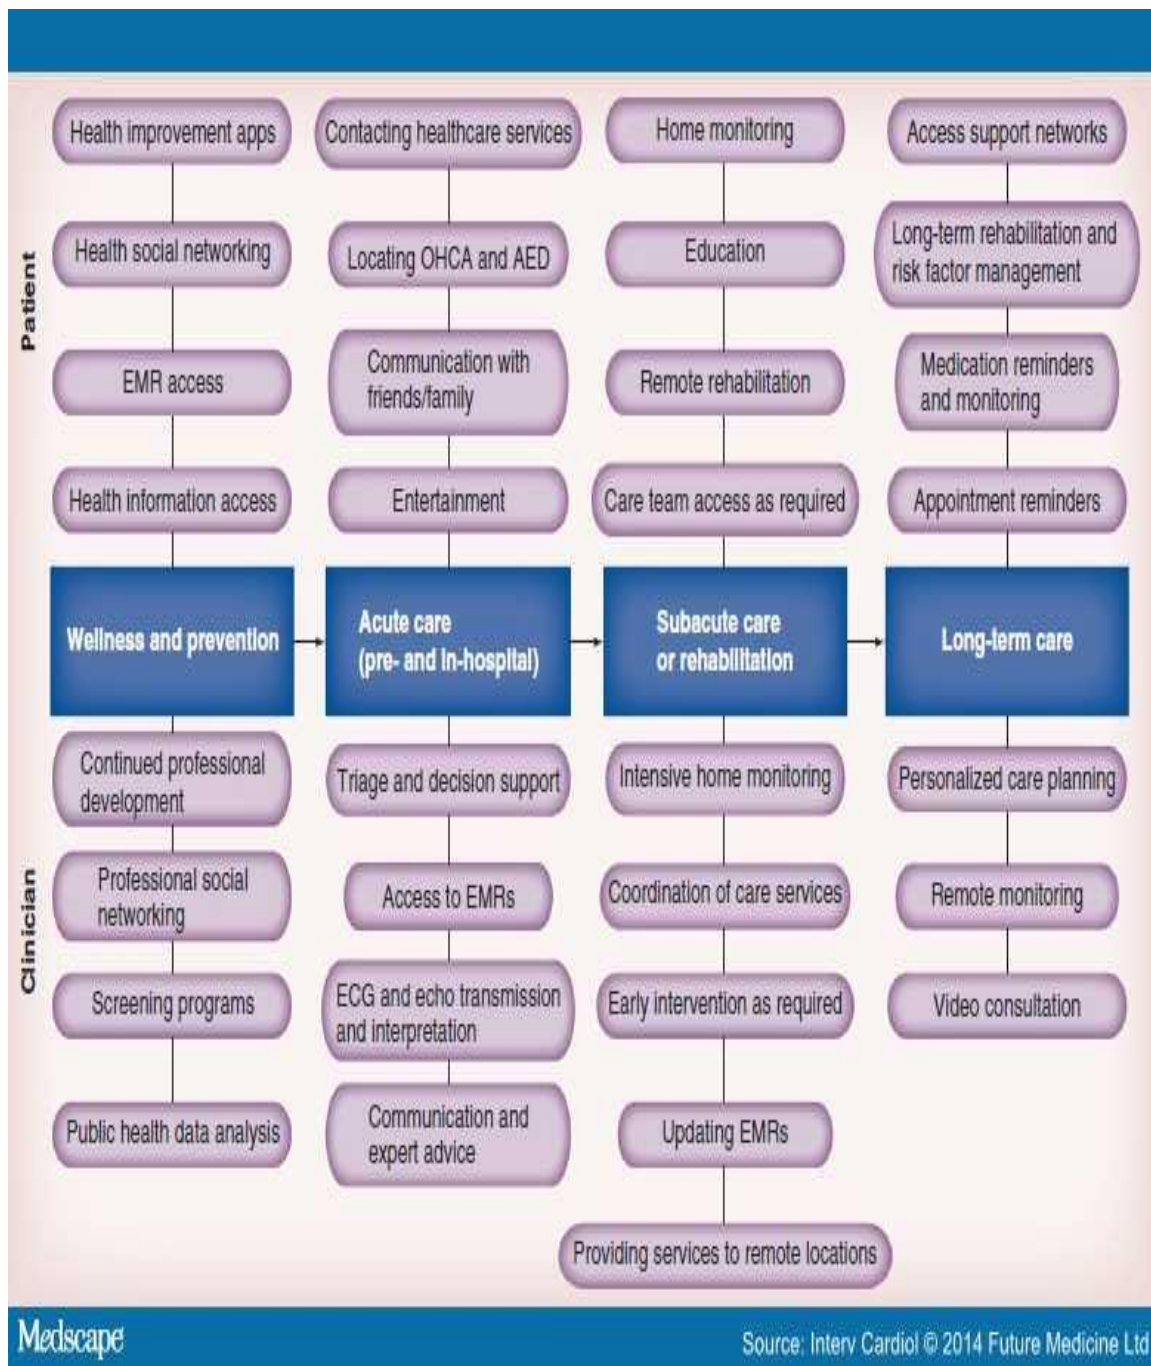 Patient
Health improvement apps
Health social networking
EMR access
Health information access
Contacting healthcare services
Locating OHCA and AED
Communication with
friends/family
Entertainment
Home monitoring
Education
Remote rehabilitation
Care team access as required
Access support networks
Long-term rehabilitation and
risk factor management
Medication reminders
and monitoring
Appointment reminders
Wellness and prevention
Acute care
(pre- and in-hospital)
Subacute care
or rehabilitation
Long-term care
Clinician
Continued professional
development
Professional social
networking
Screening programs
Public health data analysis
Triage and decision support
Access to EMRs
ECG and echo transmission
and interpretation
Communication and
expert advice
Intensive home monitoring
Coordination of care services
Early intervention as required
Updating EMRs
Providing services to remote locations
Personalized care planning
Remote monitoring
Video consultation
Medscape
Source: Interv Cardiol © 2014 Future Medicine Ltd